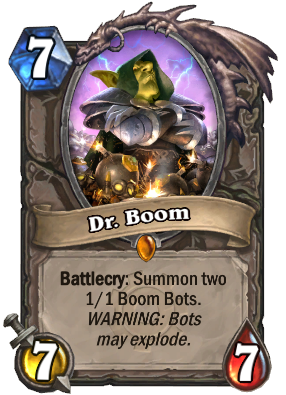 7
Dr. Boom
Battlecry: Summon two
1/1 Boom Bots.
WARNING: Bots
may explode.
7
7